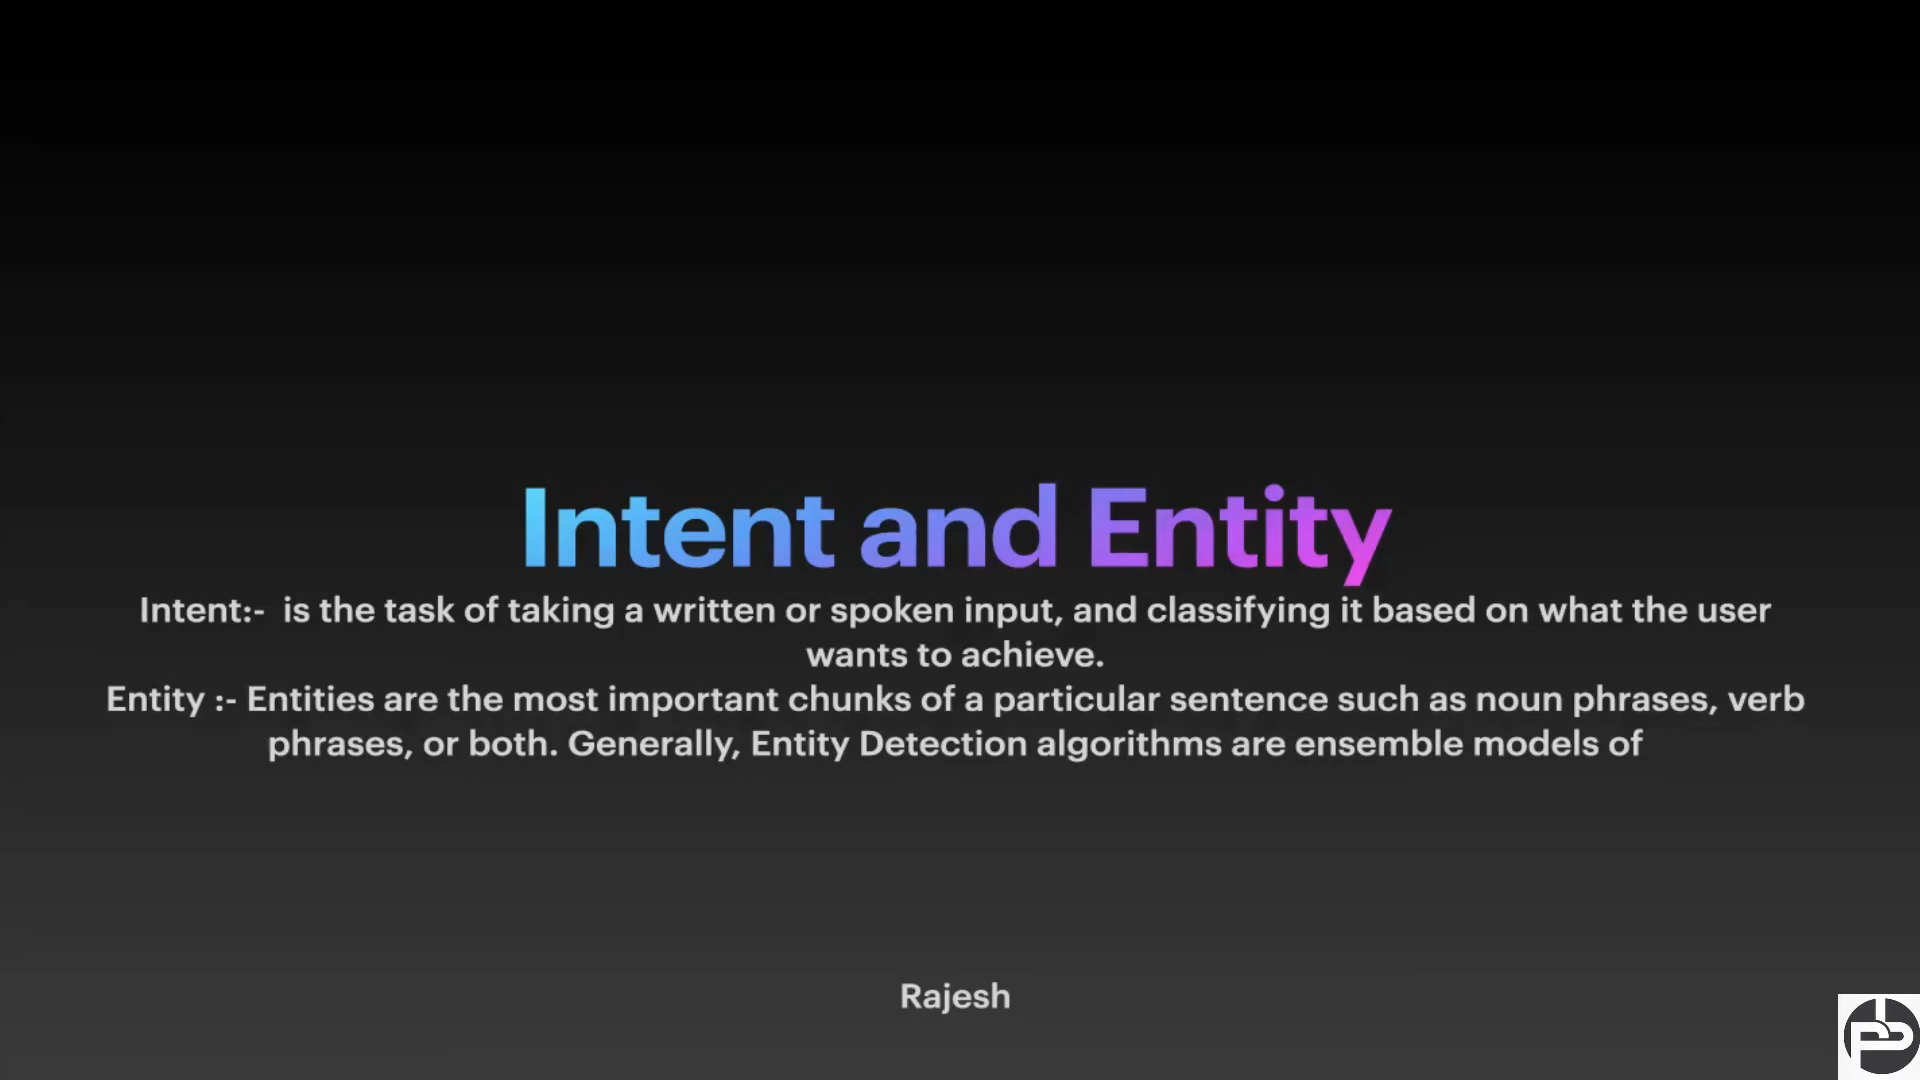 Intent and Entity
Intent:-  is the task of taking a written or spoken input, and classifying it based on what the user
wants to achieve.
Entity :- Entities are the most important chunks of a particular sentence such as noun phrases, verb
phrases, or both. Generally, Entity Detection algorithms are ensemble models of
Rajesh